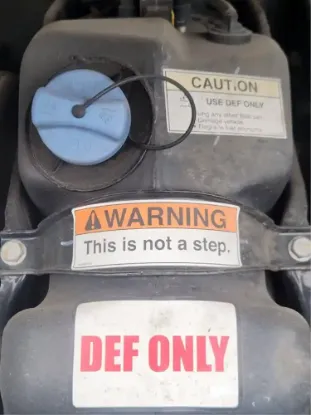 CAUTION
USE DEF ONLY
WARNING
This is not a step.
DEF ONLY